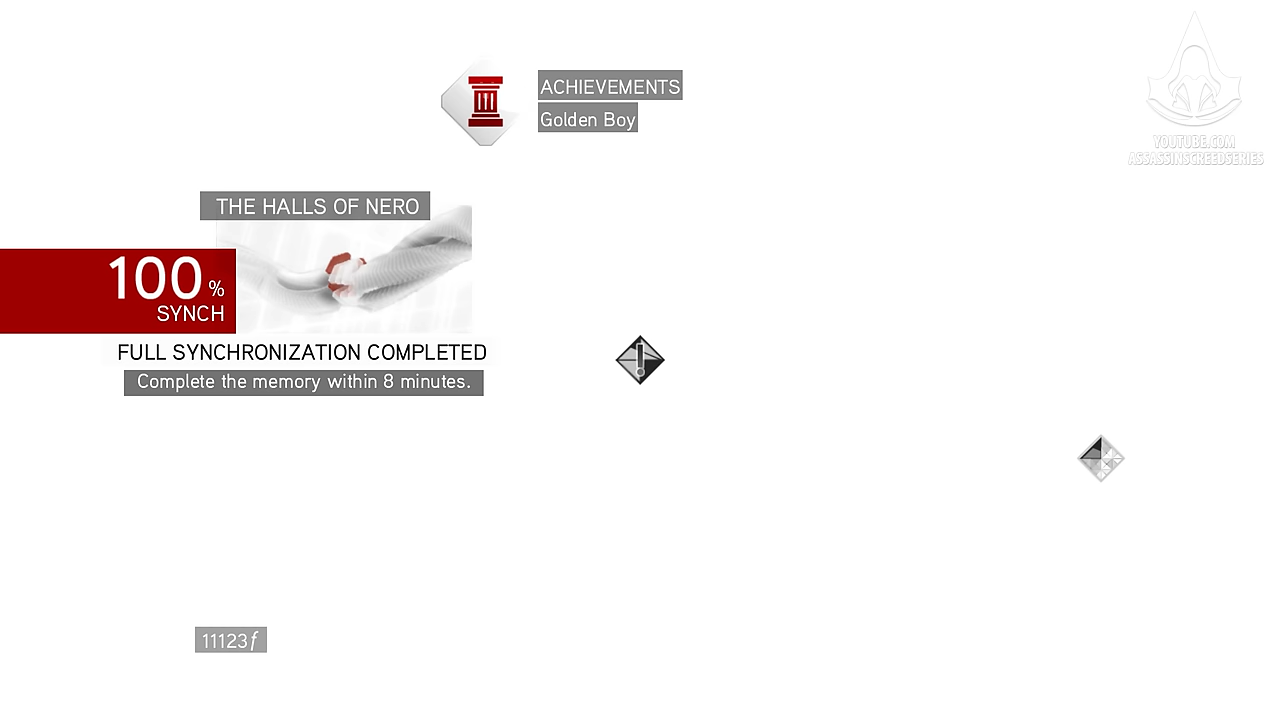 ACHIEVEMENTS
Golden Boy
YOUTUBE.COM
ASSASSINSCREEDSERIES
THE HALLS OF NERO
100 %
SYNCH
FULL SYNCHRONIZATION COMPLETED
Complete the memory within 8 minutes.
11123ƒ